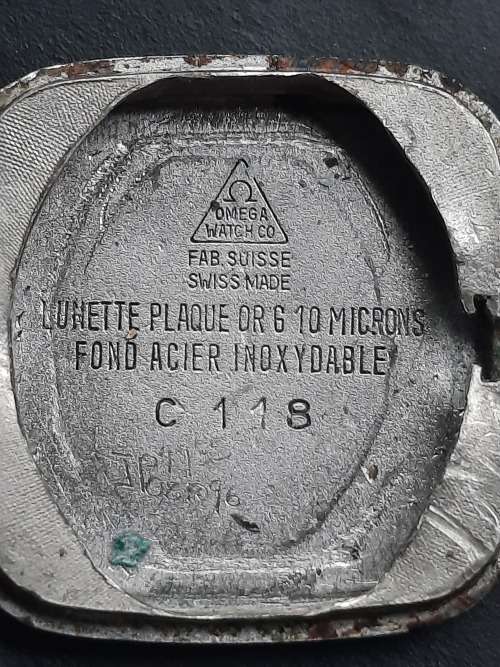 Ω
OMEGA
WATCH CO
FAB. SUISSE
SWISS MADE
LUNETTE PLAQUE OR G 10 MICRONS
FOND ACIER INOXYDABLE
C 118